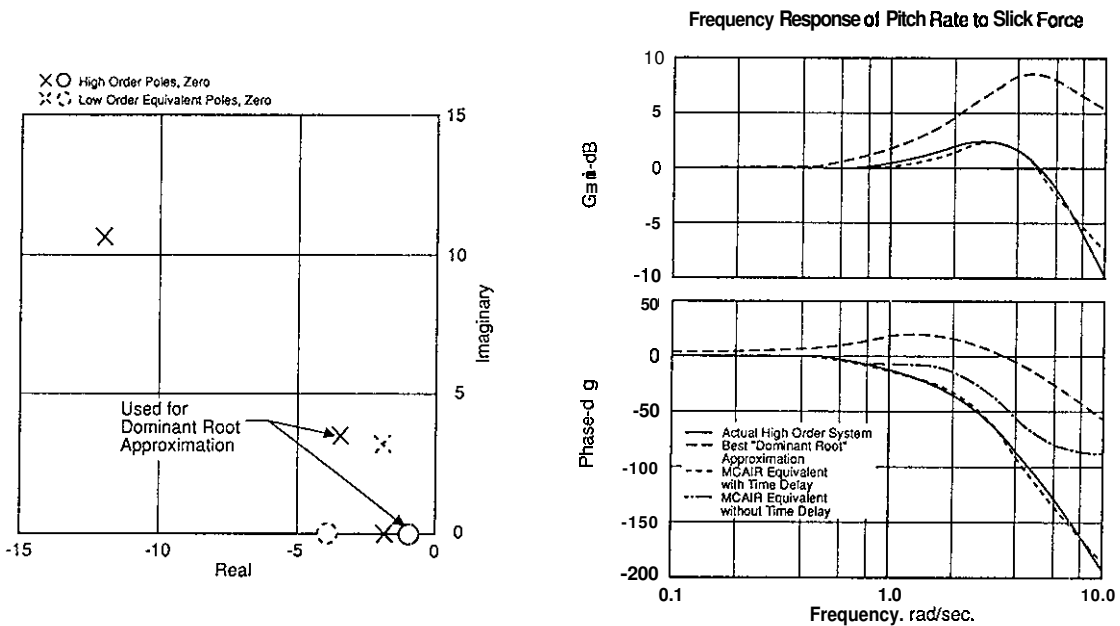 High Order Poles, Zero
Low Order Equivalent Poles, Zero
15
10
5
0
Imaginary
Used for
Dominant Root
Approximation
-15
-10
-5
0
Real
Frequency Response of Pitch Rate to Slick Force
10
5
0
-5
-10
Gain-dB
50
0
-50
-100
-150
-200
Phase-d g
Actual High Order System
Best "Dominant Root"
Approximation
MCAIR Equivalent
with Time Delay
MCAIR Equivalent
without Time Delay
0.1
1.0
10.0
Frequency. rad/sec.